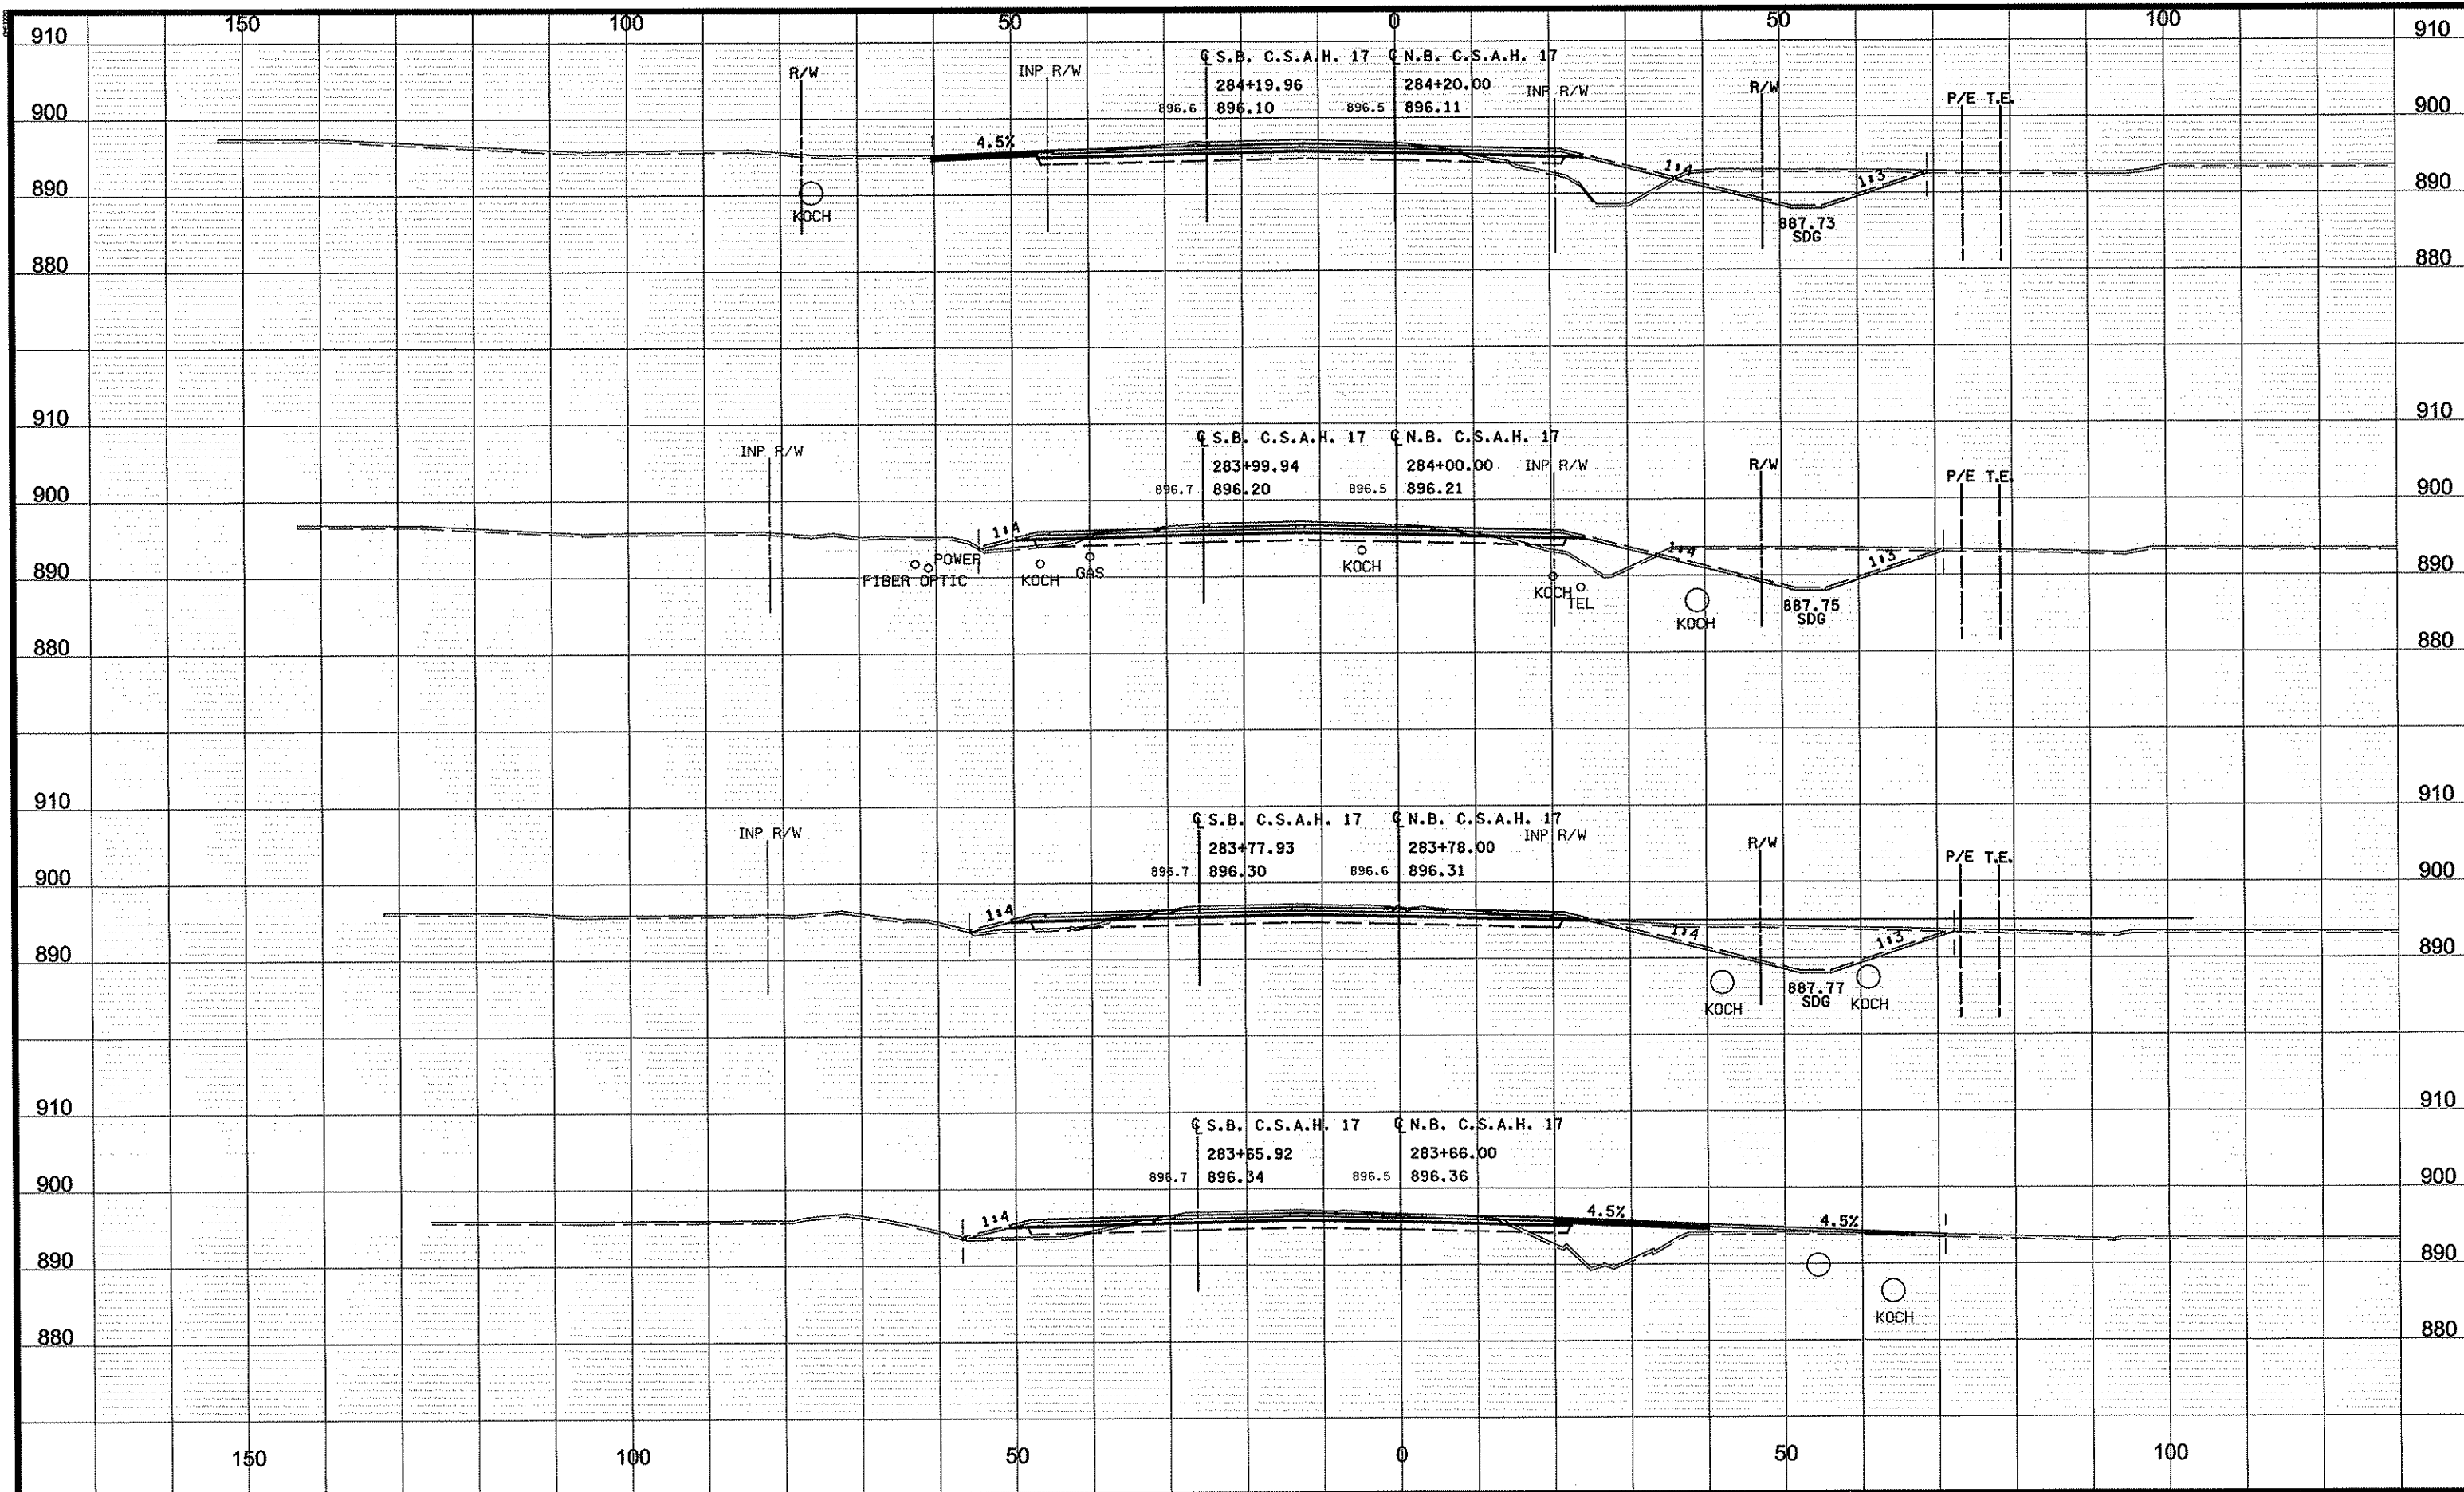 150 100 50 0 50 100
910 910
℄ S.B. C.S.A.H. 17 ℄ N.B. C.S.A.H. 17
R/W INP R/W 284+19.96 284+20.00 INP R/W R/W P/E T.E.
896.6 896.10 896.5 896.11
900 900
4.5%
1:4 1:3
890 890
KOCH
887.73
SDG
880 880
910 910
℄ S.B. C.S.A.H. 17 ℄ N.B. C.S.A.H. 17
INP R/W 283+99.94 284+00.00 INP R/W R/W P/E T.E.
896.7 896.20 896.5 896.21
900 900
1:4
1:4 1:3
POWER
890 890
FIBER OPTIC KOCH GAS KOCH
KOCH TEL KOCH
887.75
SDG
880 880
910 910
℄ S.B. C.S.A.H. 17 ℄ N.B. C.S.A.H. 17
INP R/W INP R/W R/W
283+77.93 283+78.00
P/E T.E.
896.7 896.30 896.6 896.31
900 900
1:4
1:4 1:3
890 890
887.77
SDG
KOCH KOCH
910 910
℄ S.B. C.S.A.H. 17 ℄ N.B. C.S.A.H. 17
283+65.92 283+66.00
896.7 896.34 896.5 896.36
900 900
1:4 4.5% 4.5%
890 890
KOCH
880 880
150 100 50 0 50 100